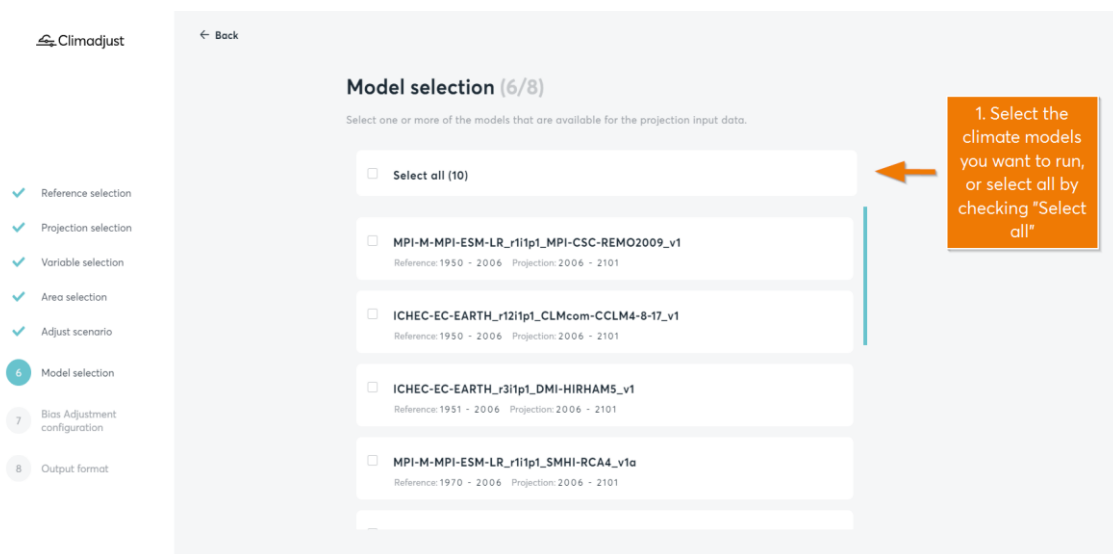 Climadjust
← Back
Model selection (6/8)
Select one or more of the models that are available for the projection input data.
Select all (10)
MPI-M-MPI-ESM-LR_r1i1p1_MPI-CSC-REMO2009_v1
Reference: 1950 - 2006 Projection: 2006 - 2101
ICHEC-EC-EARTH_r12i1p1_CLMcom-CCLM4-8-17_v1
Reference: 1950 - 2006 Projection: 2006 - 2101
ICHEC-EC-EARTH_r3i1p1_DMI-HIRHAM5_v1
Reference: 1951 - 2006 Projection: 2006 - 2101
MPI-M-MPI-ESM-LR_r1i1p1_SMHI-RCA4_v1a
Reference: 1970 - 2006 Projection: 2006 - 2101
Reference selection
Projection selection
Variable selection
Area selection
Adjust scenario
6 Model selection
7 Bias Adjustment
configuration
8 Output format
1. Select the
climate models
you want to run,
or select all by
checking "Select
all"